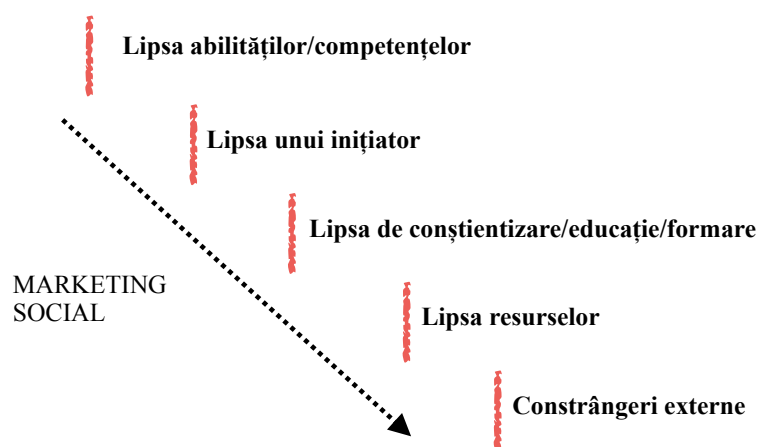 Lipsa abilităților/competențelor
Lipsa unui inițiator
Lipsa de conștientizare/educație/formare
MARKETING
SOCIAL
Lipsa resurselor
Constrângeri externe